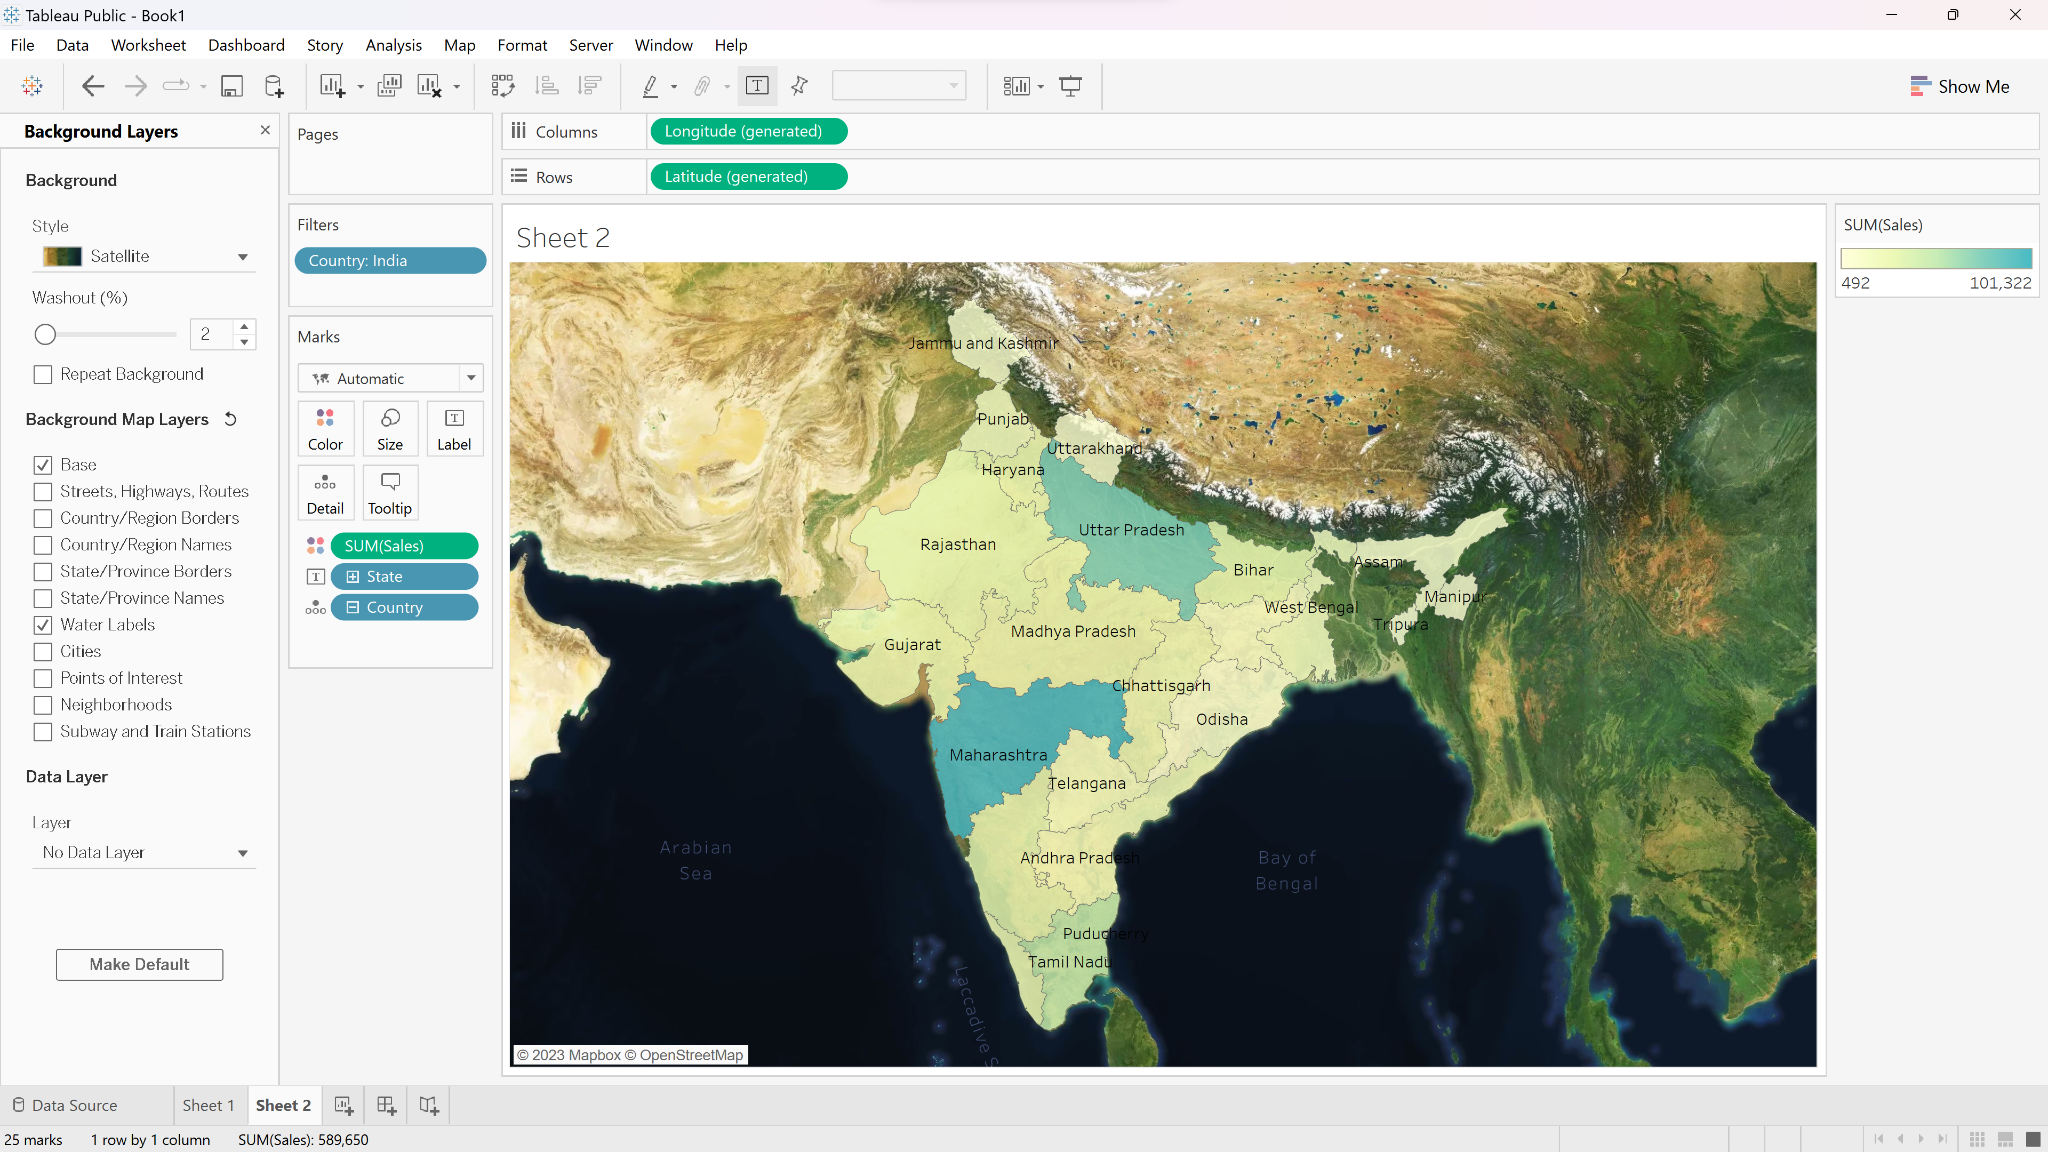 Tableau Public - Book1
File Data Worksheet Dashboard Story Analysis Map Format Server Window Help
Show Me
Background Layers
Background
Style
Satellite
Washout (%)
2
Repeat Background
Background Map Layers
Base
Streets, Highways, Routes
Country/Region Borders
Country/Region Names
State/Province Borders
State/Province Names
Water Labels
Cities
Points of Interest
Neighborhoods
Subway and Train Stations
Data Layer
Layer
No Data Layer
Make Default
Pages
Filters
Country: India
Marks
Automatic
Color Size Label
Detail Tooltip
SUM(Sales)
State
Country
Columns Longitude (generated)
Rows Latitude (generated)
Sheet 2
Jammu and Kashmir
Punjab
Uttarakhand
Haryana
Uttar Pradesh
Rajasthan
Assam
Bihar
Manipur
West Bengal
Tripura
Madhya Pradesh
Gujarat
Chhattisgarh
Odisha
Maharashtra
Telangana
Arabian
Sea
Andhra Pradesh
Bay of
Bengal
Puducherry
Tamil Nadu
Laccadive S
© 2023 Mapbox © OpenStreetMap
SUM(Sales)
492 101,322
Data Source Sheet 1 Sheet 2
25 marks 1 row by 1 column SUM(Sales): 589,650